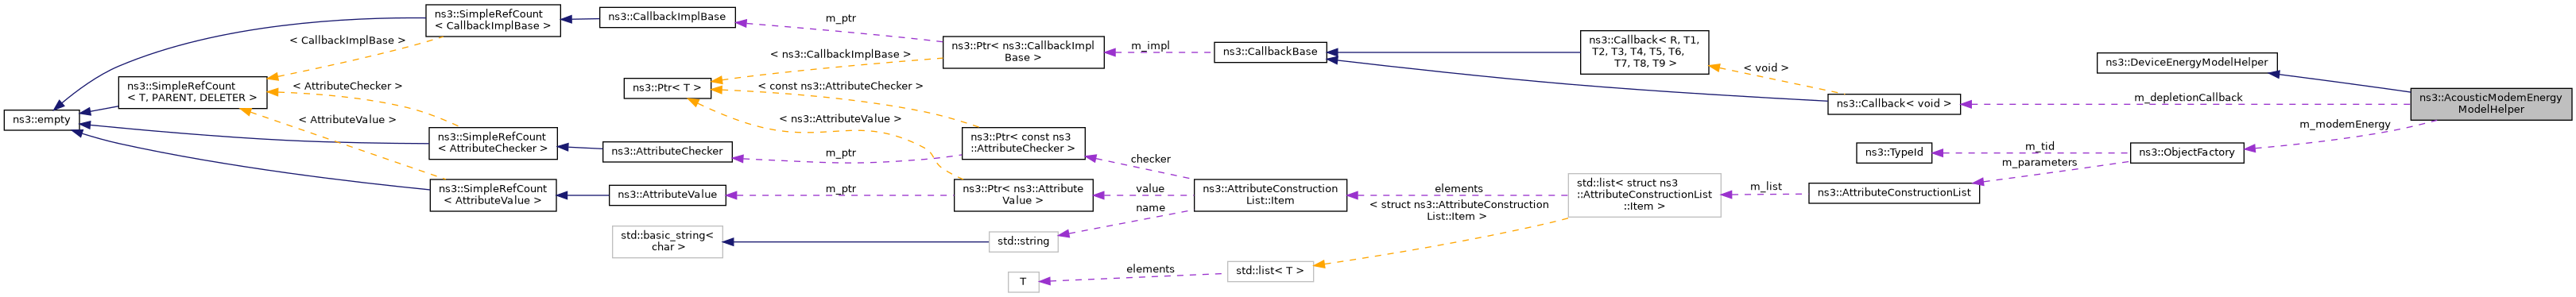 ns3::SimpleRefCount
< CallbackImplBase >
ns3::CallbackImplBase
m_ptr
< CallbackImplBase >
ns3::Ptr< ns3::CallbackImpl
Base >
m_impl
ns3::CallbackBase
ns3::Callback< R, T1,
T2, T3, T4, T5, T6,
T7, T8, T9 >
ns3::DeviceEnergyModelHelper
< ns3::CallbackImplBase >
< void >
ns3::SimpleRefCount
< T, PARENT, DELETER >
< AttributeChecker >
ns3::Ptr< T >
< const ns3::AttributeChecker >
ns3::Callback< void >
m_depletionCallback
ns3::AcousticModemEnergy
ModelHelper
ns3::empty
< AttributeValue >
< ns3::AttributeValue >
m_modemEnergy
ns3::SimpleRefCount
< AttributeChecker >
ns3::AttributeChecker
m_ptr
ns3::Ptr< const ns3
::AttributeChecker >
checker
ns3::TypeId
m_tid
m_parameters
ns3::ObjectFactory
ns3::SimpleRefCount
< AttributeValue >
ns3::AttributeValue
m_ptr
ns3::Ptr< ns3::Attribute
Value >
value
name
ns3::AttributeConstruction
List::Item
elements
< struct ns3::AttributeConstruction
List::Item >
std::list< struct ns3
::AttributeConstructionList
::Item >
m_list
ns3::AttributeConstructionList
std::basic_string<
char >
std::string
T
elements
std::list< T >